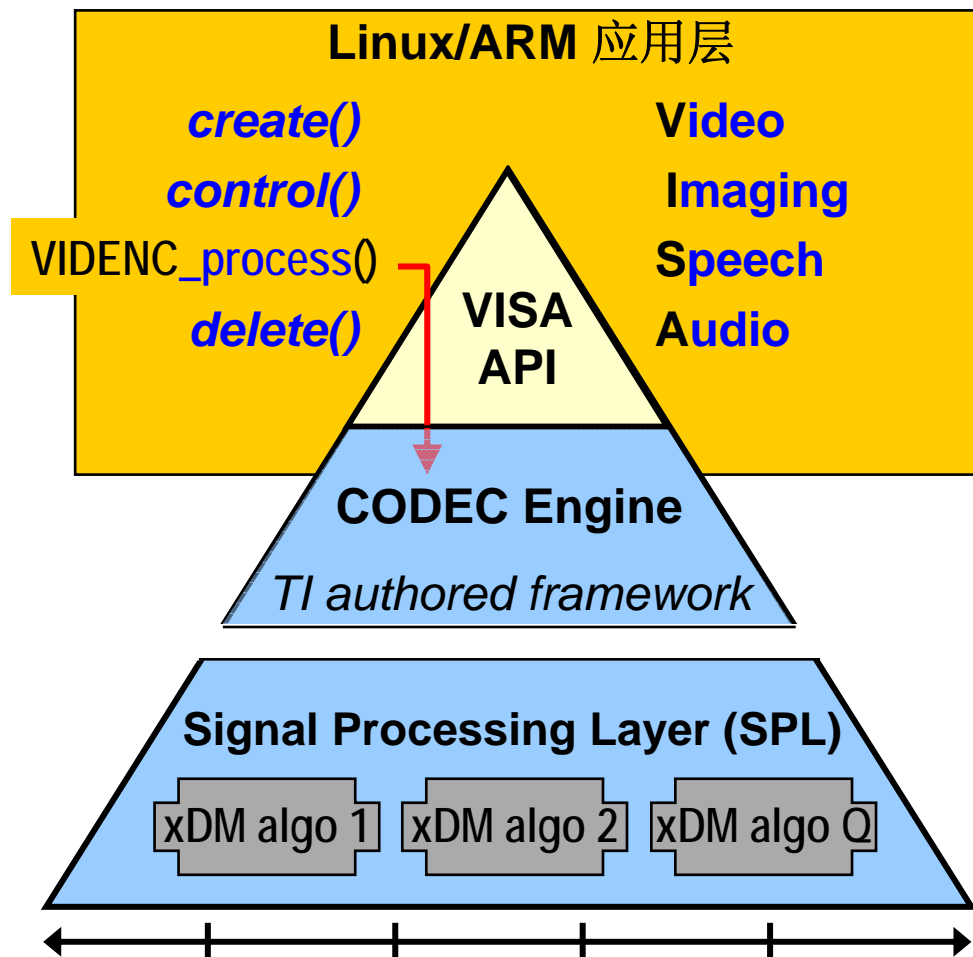 Linux/ARM 应用层
create()
control()
VIDENC_process()
delete()
Video
Imaging
Speech
Audio
VISA
API
CODEC Engine
TI authored framework
Signal Processing Layer (SPL)
xDM algo 1
xDM algo 2
xDM algo Q